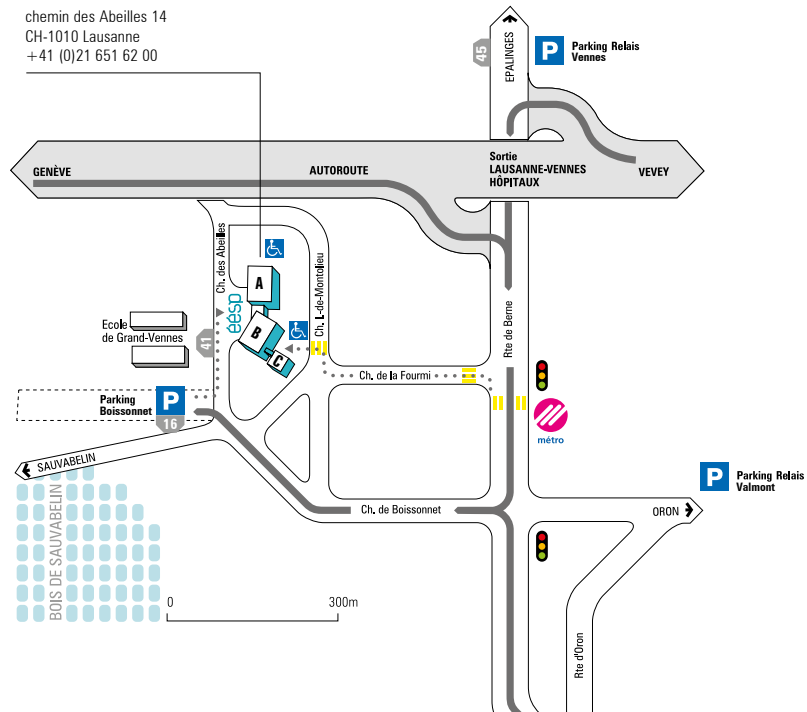 chemin des Abeilles 14
CH-1010 Lausanne
+41 (0)21 651 62 00
45
EPALINGES
P
Parking Relais
Vennes
GENÈVE
AUTOROUTE
Sortie
LAUSANNE-VENNES
HÔPITAUX
VEVEY
Ch. des Abeilles
éésp
A
B
C
Ch. L-de-Montolieu
Rte de Berne
Ecole
de Grand-Vennes
41
Ch. de la Fourmi
Parking
Boissonnet
P
16
métro
SAUVABELIN
BOIS DE SAUVABELIN
P
Parking Relais
Valmont
Ch. de Boissonnet
ORON
0
300m
Rte d'Oron